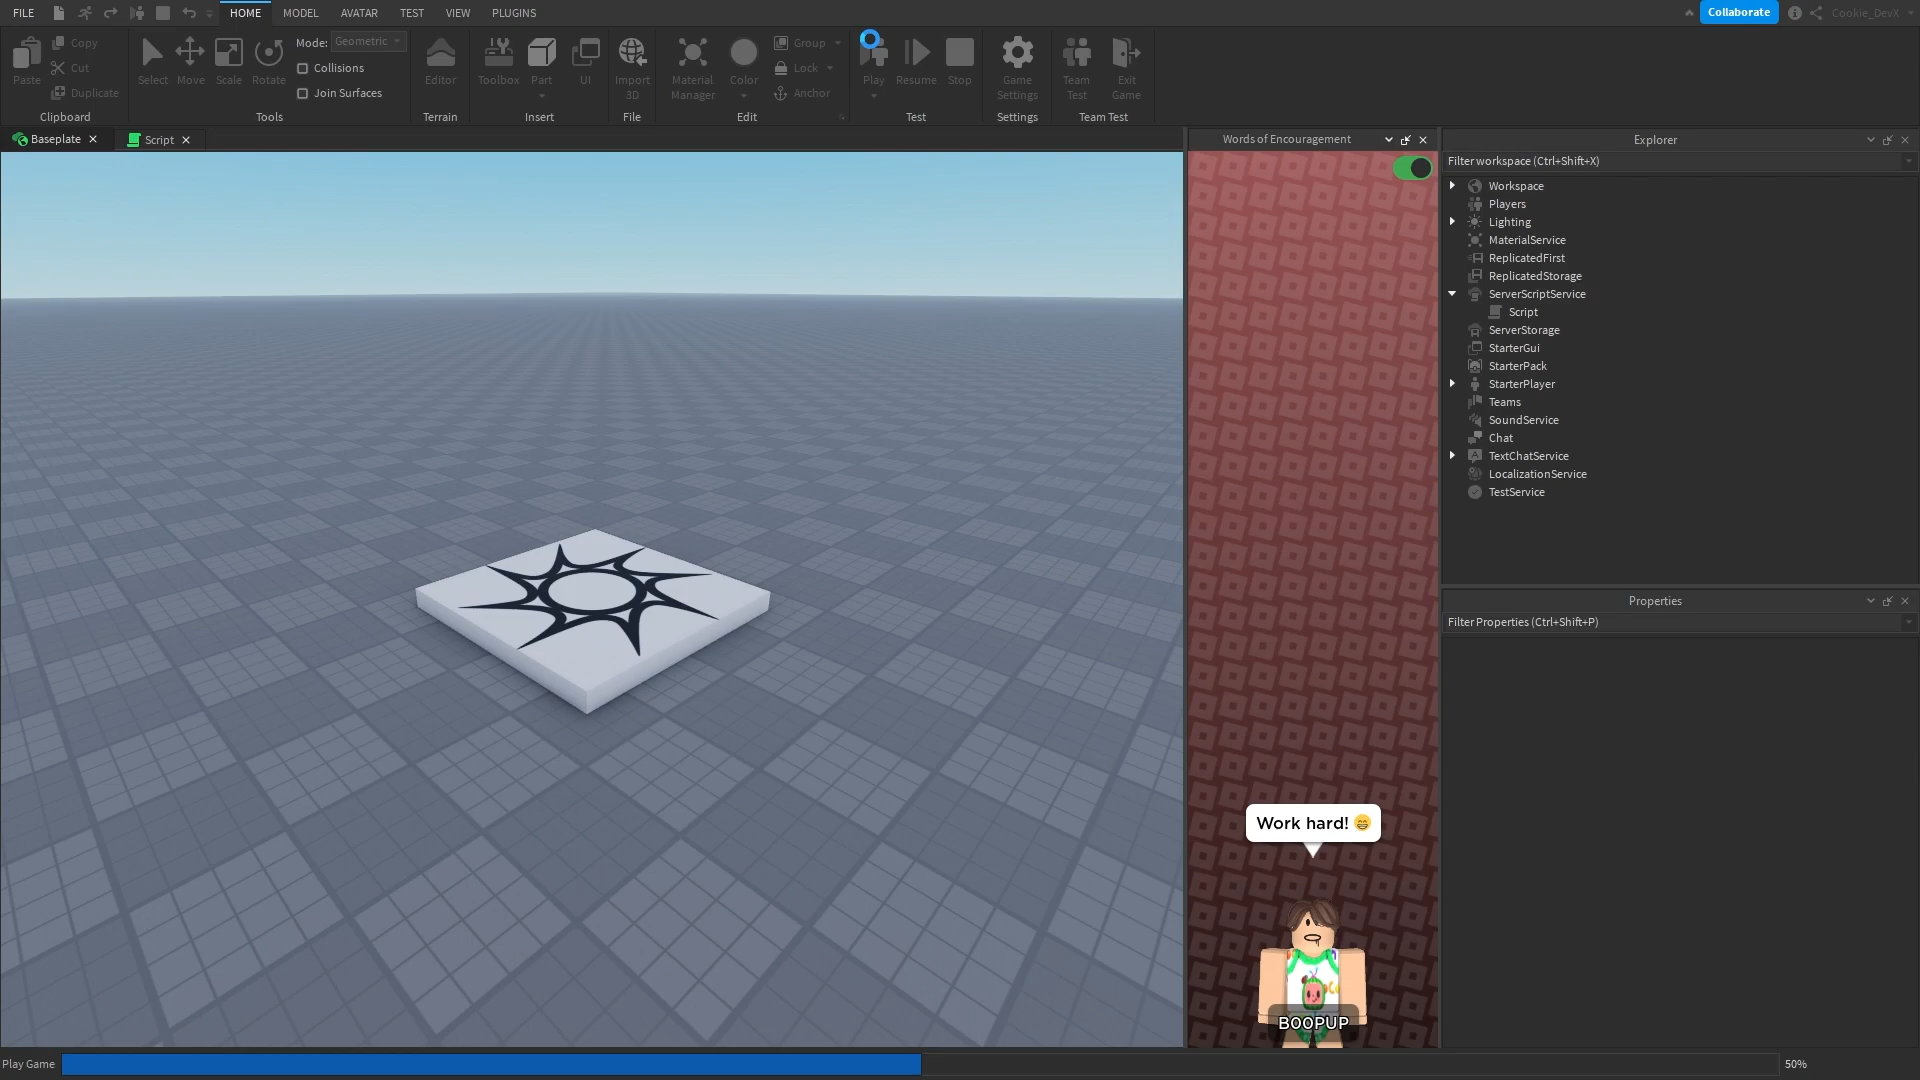 FILE HOME MODEL AVATAR TEST VIEW PLUGINS Collaborate Cookie_DevX
Paste Copy Cut Duplicate
Clipboard
Select Move Scale Rotate Mode: Geometric
Collisions
Join Surfaces
Tools
Editor
Terrain
Toolbox Part UI
Insert
Import 3D
File
Material Manager Color Group Lock Anchor
Edit
Play Resume Stop
Test
Game Settings
Settings
Team Test Exit Game
Team Test
Baseplate
Script
Words of Encouragement
Work hard! 😁
BOOPUP
Explorer
Filter workspace (Ctrl+Shift+X)
Workspace
Players
Lighting
MaterialService
ReplicatedFirst
ReplicatedStorage
ServerScriptService
Script
ServerStorage
StarterGui
StarterPack
StarterPlayer
Teams
SoundService
Chat
TextChatService
LocalizationService
TestService
Properties
Filter Properties (Ctrl+Shift+P)
Play Game 50%